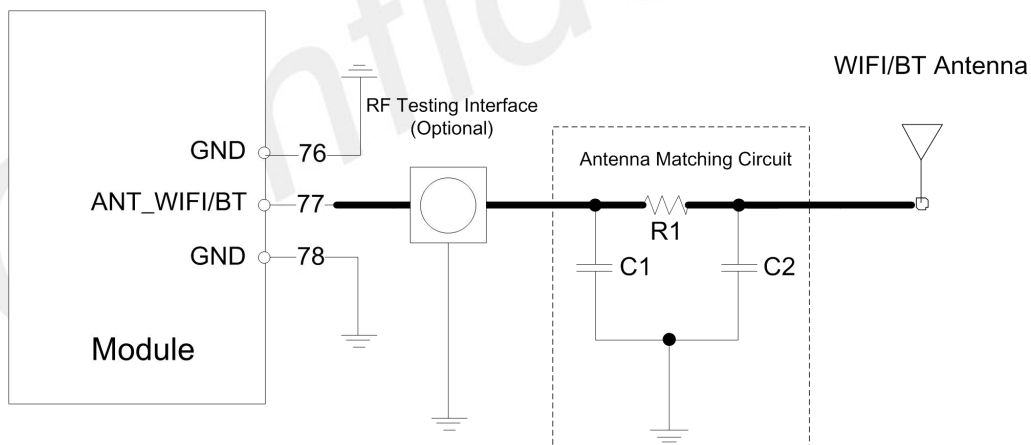 WIFI/BT Antenna
RF Testing Interface
(Optional)
Antenna Matching Circuit
GND
76
ANT_WIFI/BT
77
R1
GND
78
C1
C2
Module